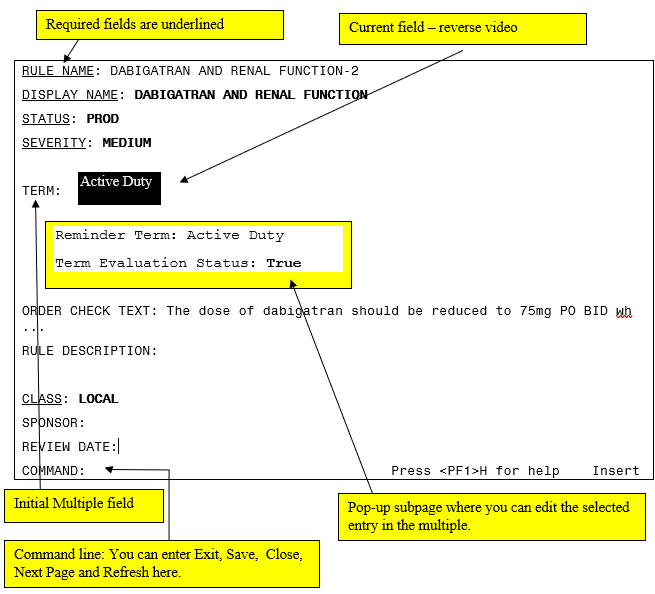 Required fields are underlined
Current field – reverse video
RULE NAME: DABIGATRAN AND RENAL FUNCTION-2
DISPLAY NAME: DABIGATRAN AND RENAL FUNCTION
STATUS: PROD
SEVERITY: MEDIUM
TERM: Active Duty
Reminder Term: Active Duty
Term Evaluation Status: True
ORDER CHECK TEXT: The dose of dabigatran should be reduced to 75mg PO BID wh
...
RULE DESCRIPTION:
CLASS: LOCAL
SPONSOR:
REVIEW DATE:
COMMAND: Press <PF1>H for help Insert
Initial Multiple field
Pop-up subpage where you can edit the selected
entry in the multiple.
Command line: You can enter Exit, Save, Close,
Next Page and Refresh here.